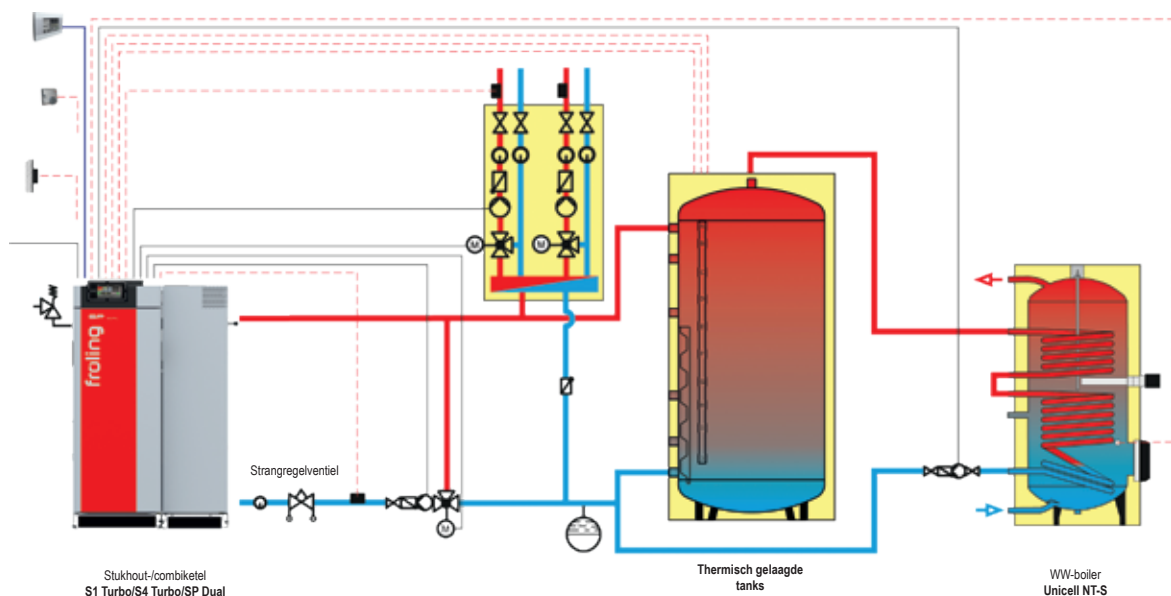 M
M
froling
Strangregelventiel
M
Stukhout-/combiketel
S1 Turbo/S4 Turbo/SP Dual
Thermisch gelaagde
tanks
WW-boiler
Unicell NT-S